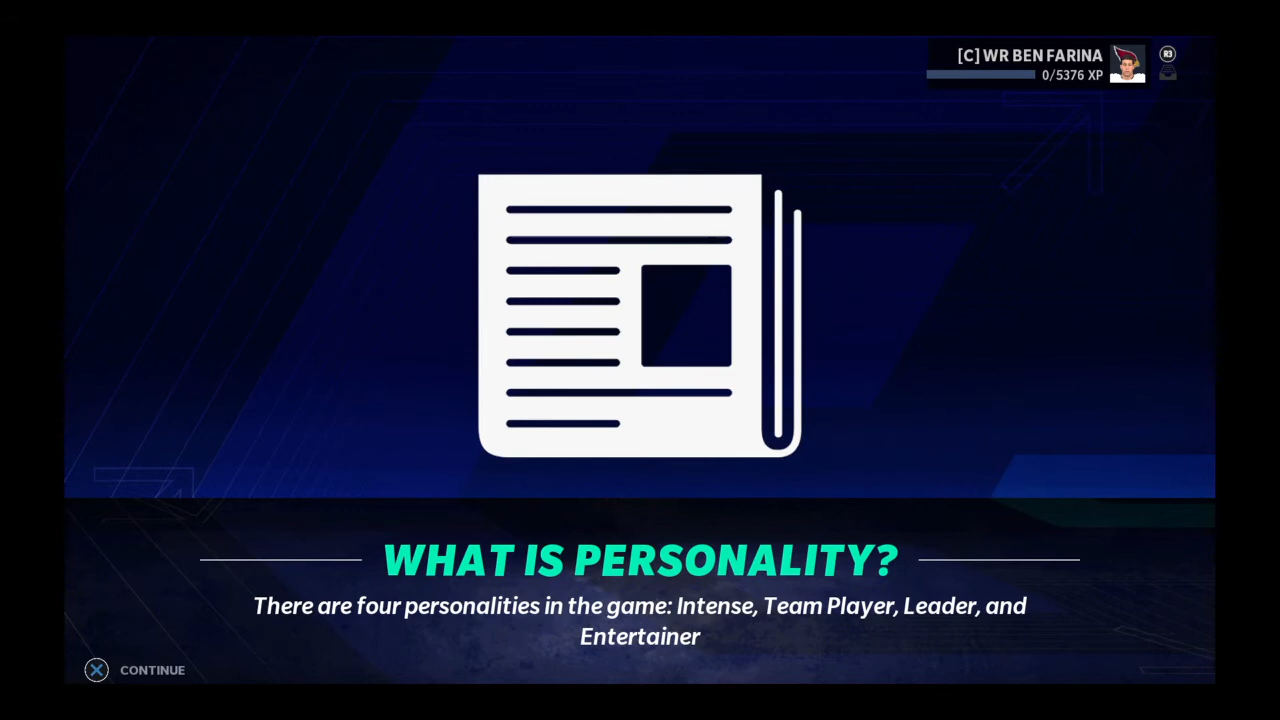 [C] WR BEN FARINA
R3
0/5376 XP
WHAT IS PERSONALITY?
There are four personalities in the game: Intense, Team Player, Leader, and
Entertainer
CONTINUE